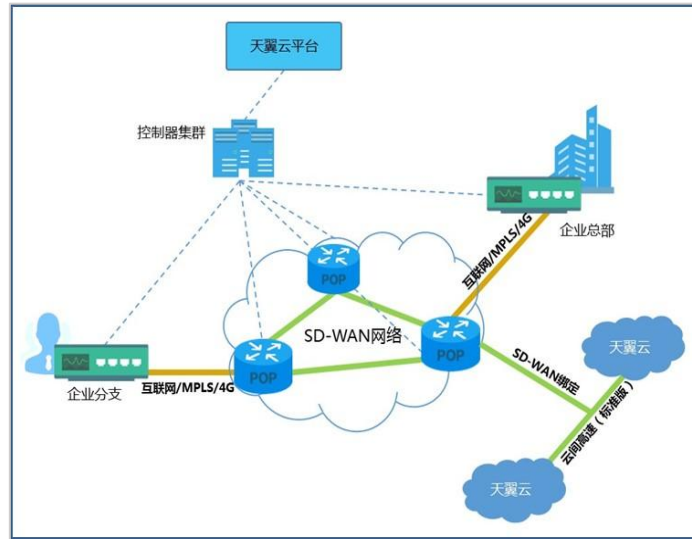 天翼云平台
控制器集群
企业总部
互联网/MPLS/4G
POP
SD-WAN网络
POP
POP
企业分支
互联网/MPLS/4G
SD-WAN绑定
天翼云
云间高速（标准版）
天翼云